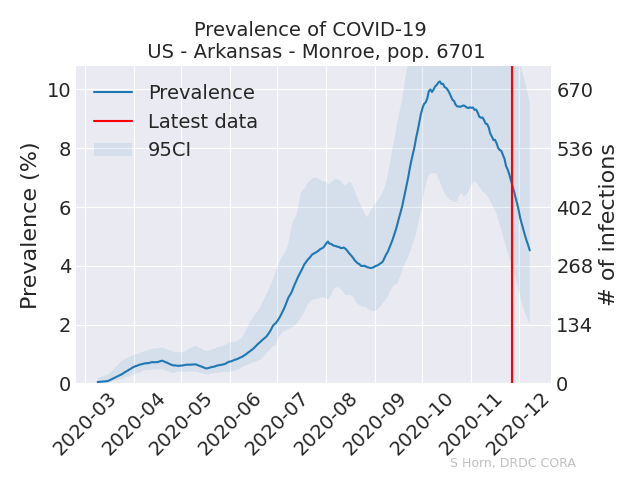 Prevalence of COVID-19
US - Arkansas - Monroe, pop. 6701
Prevalence
Latest data
95CI
Prevalence (%)
10
8
6
4
2
0
# of infections
670
536
402
268
134
0
2020-03
2020-04
2020-05
2020-06
2020-07
2020-08
2020-09
2020-10
2020-11
2020-12
S Horn, DRDC CORA